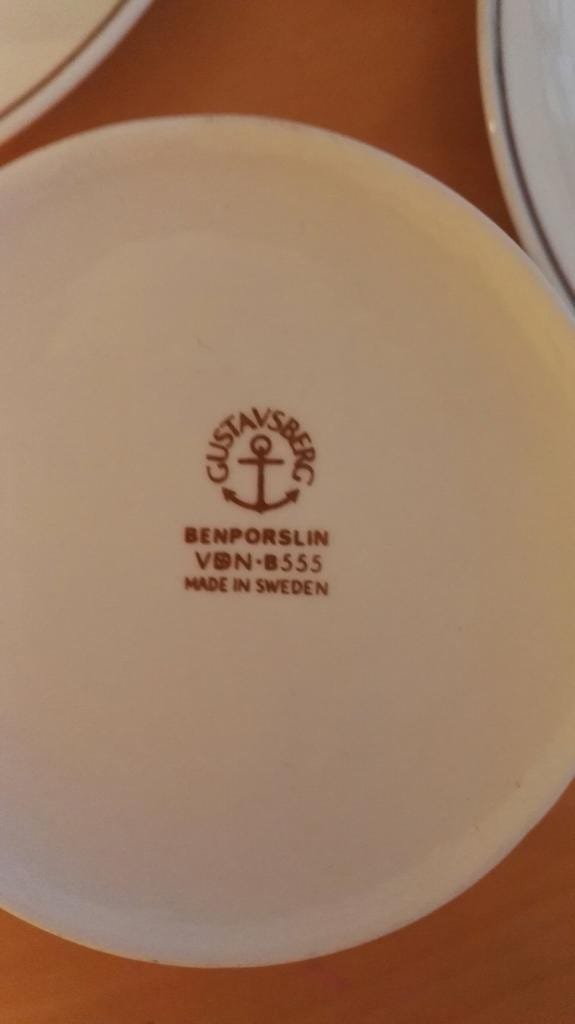 GUSTAVSBERG
BENPORSLIN
VDN·B555
MADE IN SWEDEN